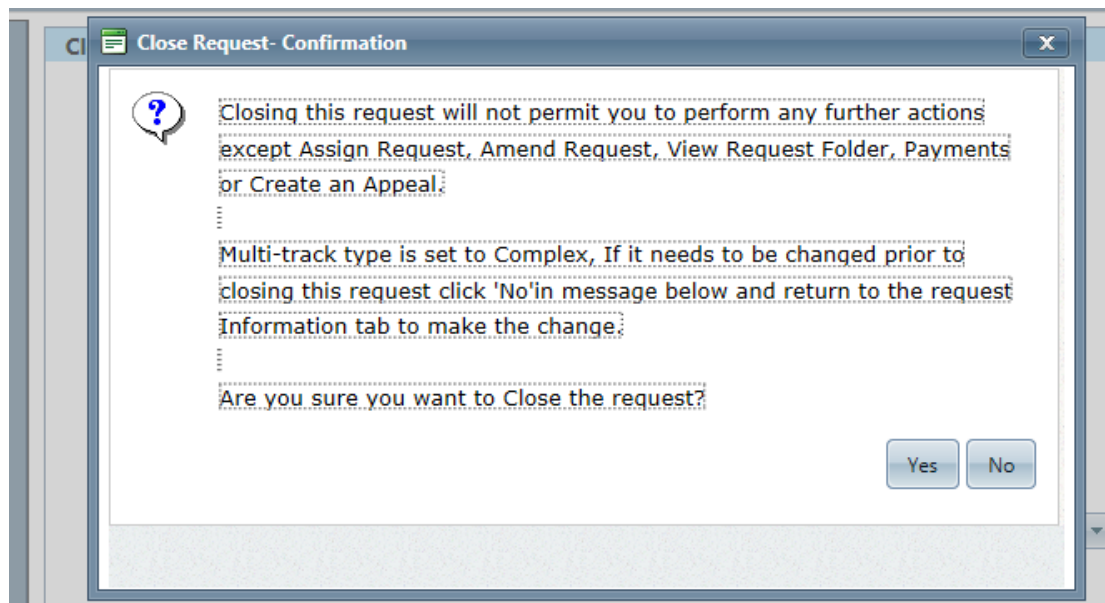 Cl
Close Request- Confirmation
x
?
Closing this request will not permit you to perform any further actions
except Assign Request, Amend Request, View Request Folder, Payments
or Create an Appeal.
Multi-track type is set to Complex, If it needs to be changed prior to
closing this request click 'No'in message below and return to the request
Information tab to make the change.
Are you sure you want to Close the request?
Yes No